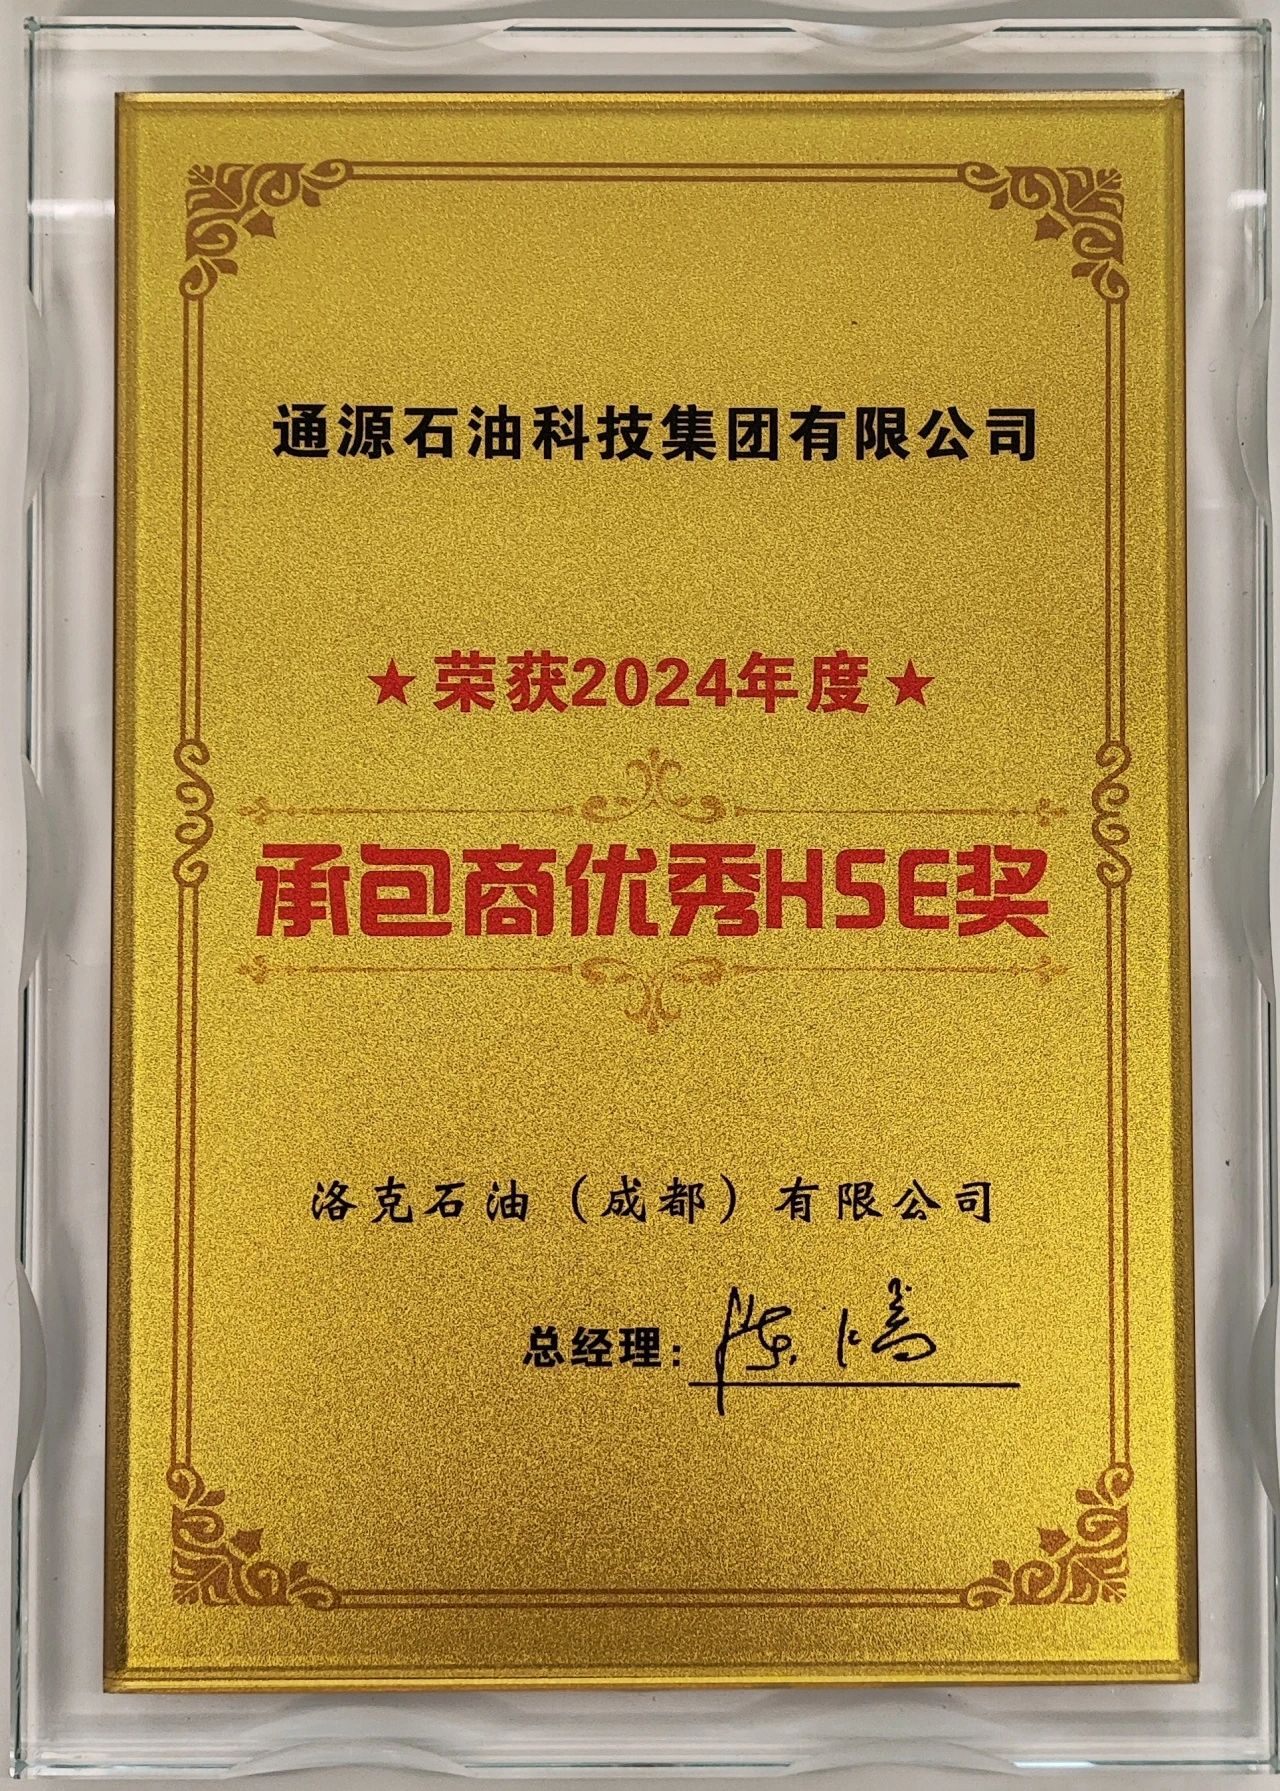 通源石油科技集团有限公司
★荣获2024年度★
承包商优秀HSE奖
洛克石油（成都）有限公司
总经理：